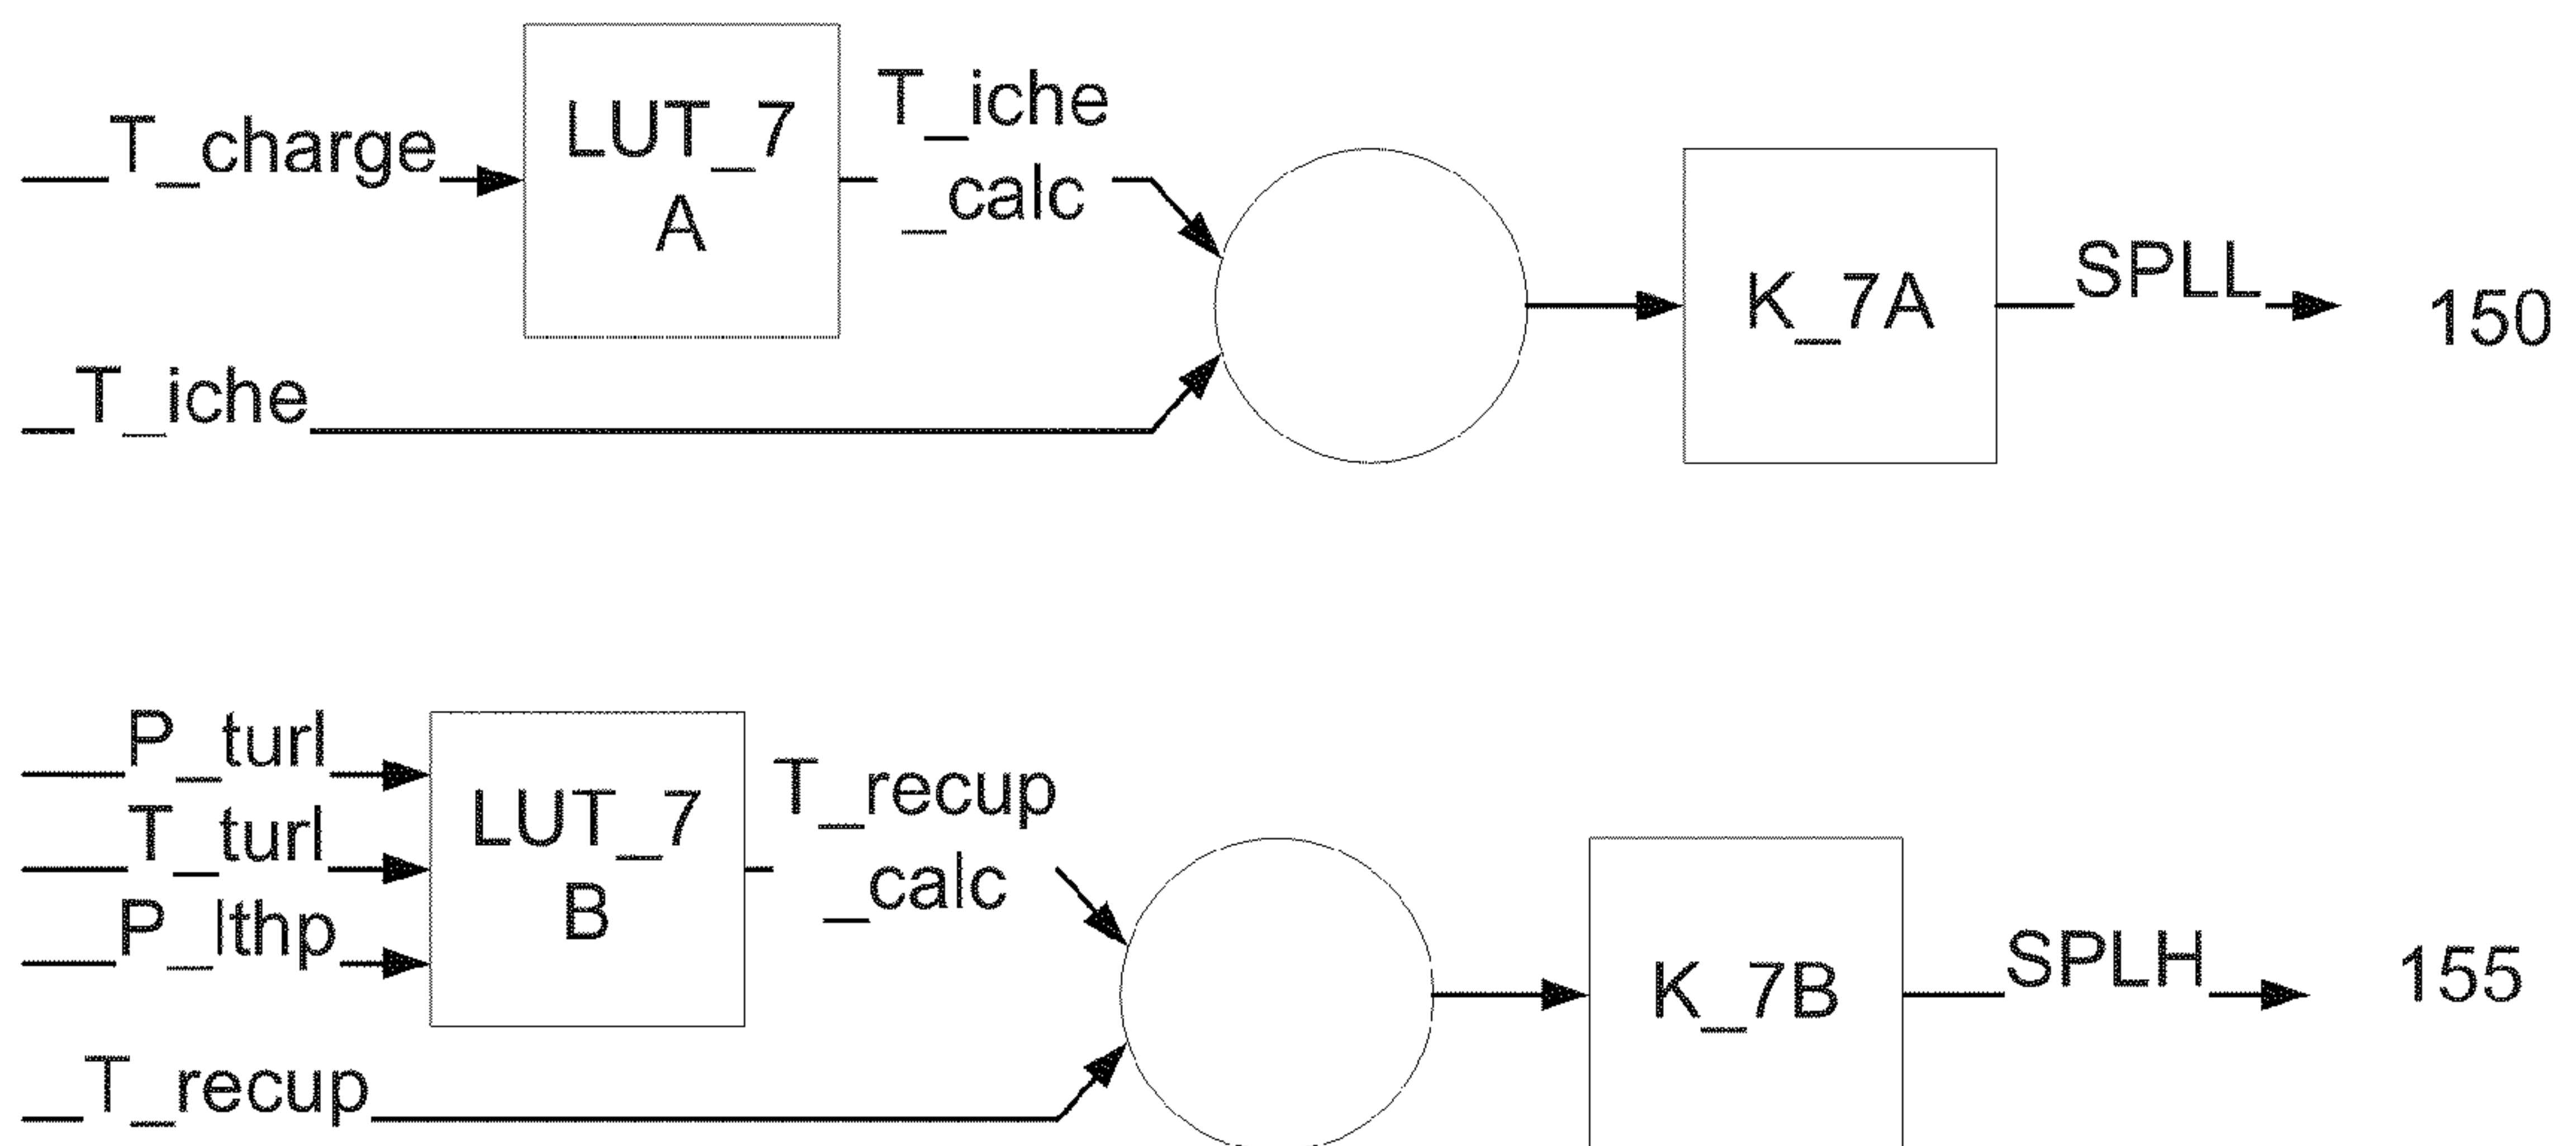 T_charge
LUT_7
A
T_iche
_calc
T_iche
K_7A
SPLL
150
P_turl
T_turl
P_lthp
LUT_7
B
T_recup
_calc
T_recup
K_7B
SPLH
155